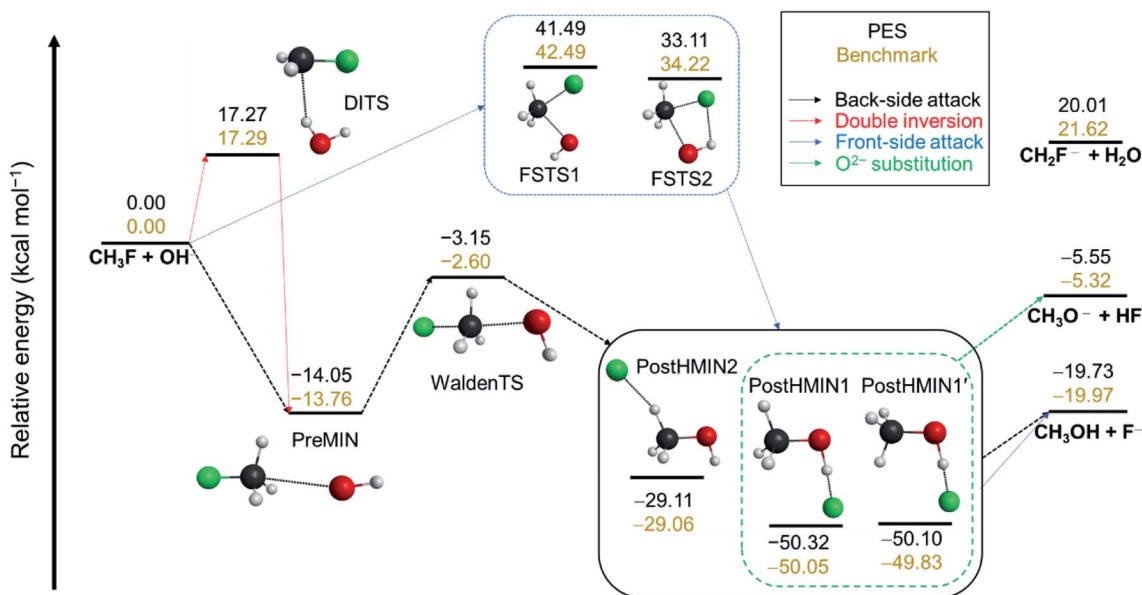 Relative energy (kcal mol⁻¹)
0.00
0.00
CH₃F + OH⁻
17.27
17.29
DITS
−14.05
−13.76
PreMIN
−3.15
−2.60
WaldenTS
41.49
42.49
FSTS1
33.11
34.22
FSTS2
PES
Benchmark
Back-side attack
Double inversion
Front-side attack
O²⁻ substitution
PostHMIN2
−29.11
−29.06
PostHMIN1
−50.32
−50.05
PostHMIN1′
−50.10
−49.83
20.01
21.62
CH₂F⁻ + H₂O
−5.55
−5.32
CH₃O⁻ + HF
−19.73
−19.97
CH₃OH + F⁻